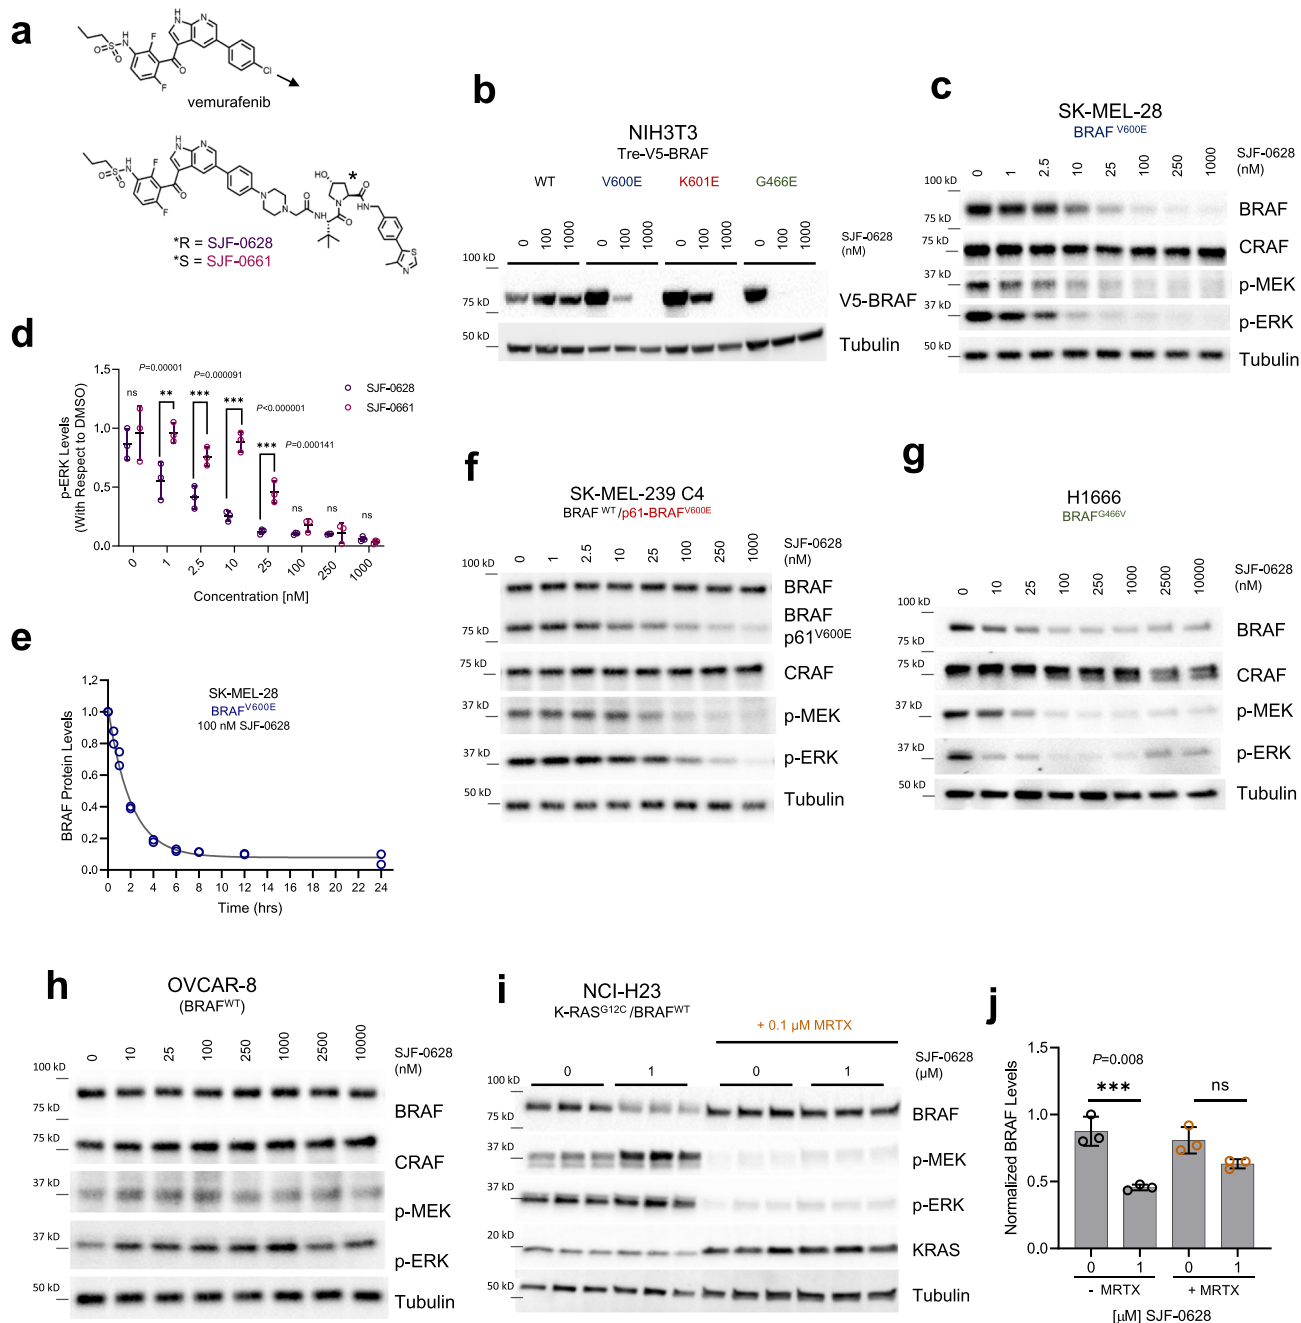 a
H
N
N
O
S
O
H
N
F
F
O
Cl
vemurafenib
H
N
N
O
S
O
H
N
F
F
O
N
N
O
N
H
O
HO
N
*
O
NH
S
N
*R = SJF-0628
*S = SJF-0661
b
NIH3T3
Tre-V5-BRAF
WT V600E K601E G466E
0 100 1000 0 100 1000 0 100 1000 0 100 1000
SJF-0628
(nM)
100 kD
75 kD
V5-BRAF
50 kD
Tubulin
c
SK-MEL-28
BRAF V600E
0 1 2.5 10 25 100 250 1000
SJF-0628
(nM)
100 kD
75 kD
BRAF
75 kD
CRAF
37 kD
p-MEK
37 kD
p-ERK
50 kD
Tubulin
d
p-ERK Levels
(With Respect to DMSO)
1.5
1.0
0.5
0.0
ns
P=0.00001
**
P=0.000091
***
***
P<0.000001
***
P=0.000141
ns
ns
ns
SJF-0628
SJF-0661
0 1 2.5 10 25 100 250 1000
Concentration [nM]
e
BRAF Protein Levels
1.2
1.0
0.8
0.6
0.4
0.2
0.0
SK-MEL-28
BRAFV600E
100 nM SJF-0628
0 2 4 6 8 10 12 14 16 18 20 22 24
Time (hrs)
f
SK-MEL-239 C4
BRAF WT /p61-BRAFV600E
0 1 2.5 10 25 100 250 1000
SJF-0628
(nM)
100 kD
BRAF
75 kD
BRAF
p61V600E
75 kD
CRAF
37 kD
p-MEK
37 kD
p-ERK
50 kD
Tubulin
g
H1666
BRAFG466V
0 10 25 100 250 1000 2500 10000
SJF-0628
(nM)
100 kD
75 kD
BRAF
75 kD
CRAF
37 kD
p-MEK
37 kD
p-ERK
50 kD
Tubulin
h
OVCAR-8
(BRAFWT)
0 10 25 100 250 1000 2500 10000
SJF-0628
(nM)
100 kD
75 kD
BRAF
75 kD
CRAF
37 kD
p-MEK
37 kD
p-ERK
50 kD
Tubulin
i
NCI-H23
K-RASG12C /BRAFWT
+ 0.1 µM MRTX
0 1 0 1
SJF-0628
(µM)
100 kD
75 kD
BRAF
37 kD
p-MEK
37 kD
p-ERK
20 kD
KRAS
50 kD
Tubulin
j
Normalized BRAF Levels
1.5
1.0
0.5
0.0
P=0.008
***
ns
0 1 0 1
- MRTX + MRTX
[µM] SJF-0628